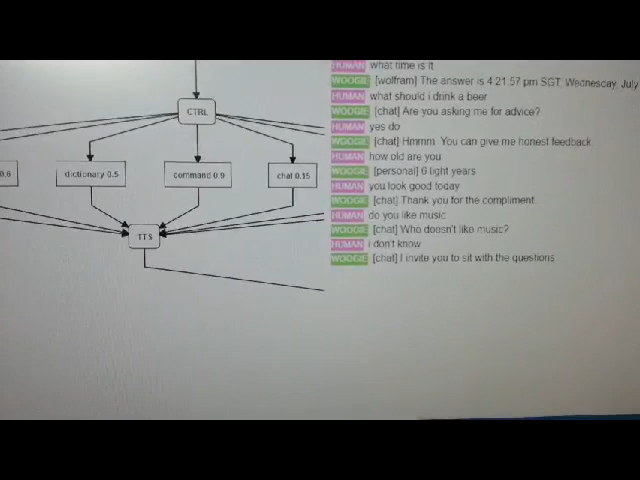 CTRL
0.6
dictionary 0.5
command 0.9
chat 0.15
TTS
HUMAN what time is it
WOOGIE [wolfram] The answer is 4:21:57 pm SGT, Wednesday, July
HUMAN what should i drink a beer
WOOGIE [chat] Are you asking me for advice?
HUMAN yes do
WOOGIE [chat] Hmmm. You can give me honest feedback.
HUMAN how old are you
WOOGIE [personal] 6 light years
HUMAN you look good today
WOOGIE [chat] Thank you for the compliment
HUMAN do you like music
WOOGIE [chat] Who doesn't like music?
HUMAN i don't know
WOOGIE [chat] I invite you to sit with the questions